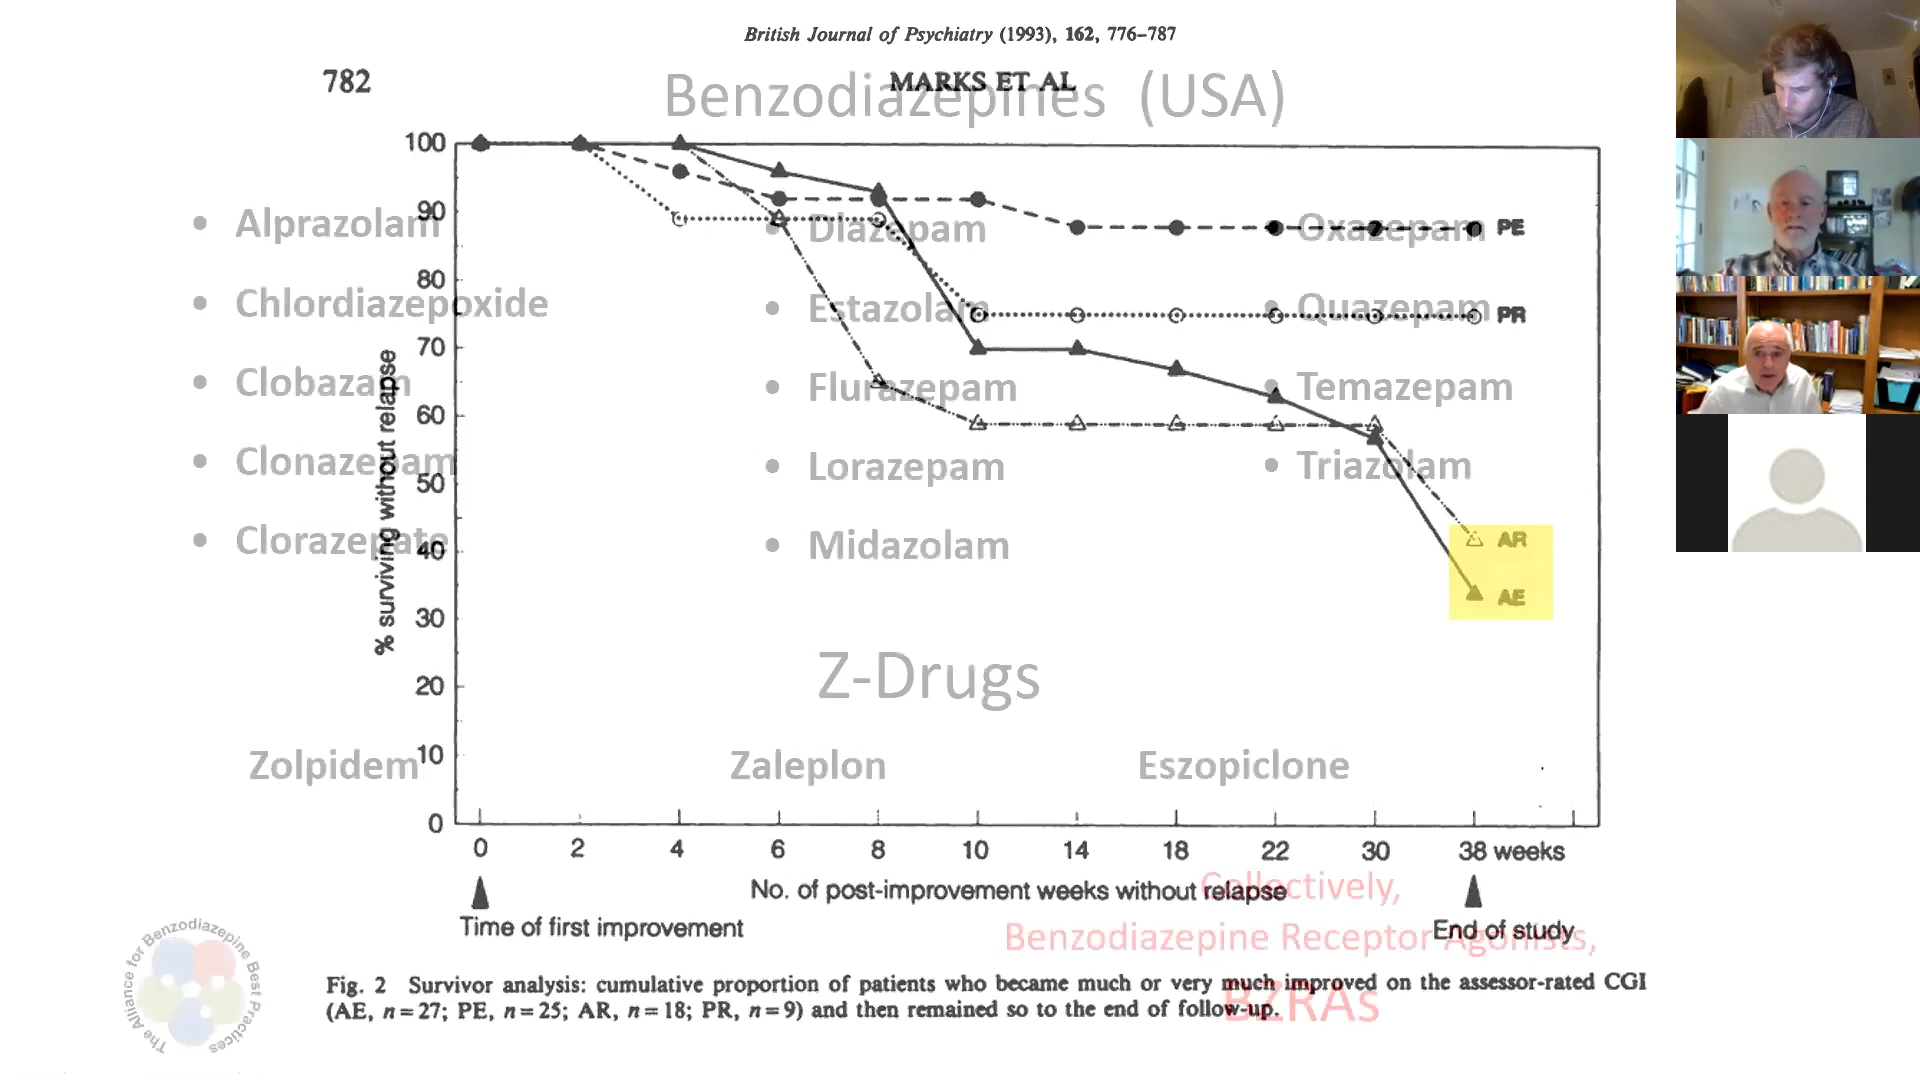 British Journal of Psychiatry (1993), 162, 776–787
782
MARKS ET AL
Benzodiazepines (USA)
• Alprazolam
• Chlordiazepoxide
• Clobazam
• Clonazepam
• Clorazepate
• Diazepam
• Estazolam
• Flurazepam
• Lorazepam
• Midazolam
• Oxazepam
• Quazepam
• Temazepam
• Triazolam
Z-Drugs
Zolpidem
Zaleplon
Eszopiclone
% surviving without relapse
100
90
80
70
60
50
40
30
20
10
0
PE
PR
AR
AE
0 2 4 6 8 10 14 18 22 30 38 weeks
No. of post-improvement weeks without relapse
Time of first improvement
End of study
Collectively,
Benzodiazepine Receptor Agonists,
BZRAs
Fig. 2 Survivor analysis: cumulative proportion of patients who became much or very much improved on the assessor-rated CGI
(AE, n=27; PE, n=25; AR, n=18; PR, n=9) and then remained so to the end of follow-up.
The Alliance for Benzodiazepine Best Practices